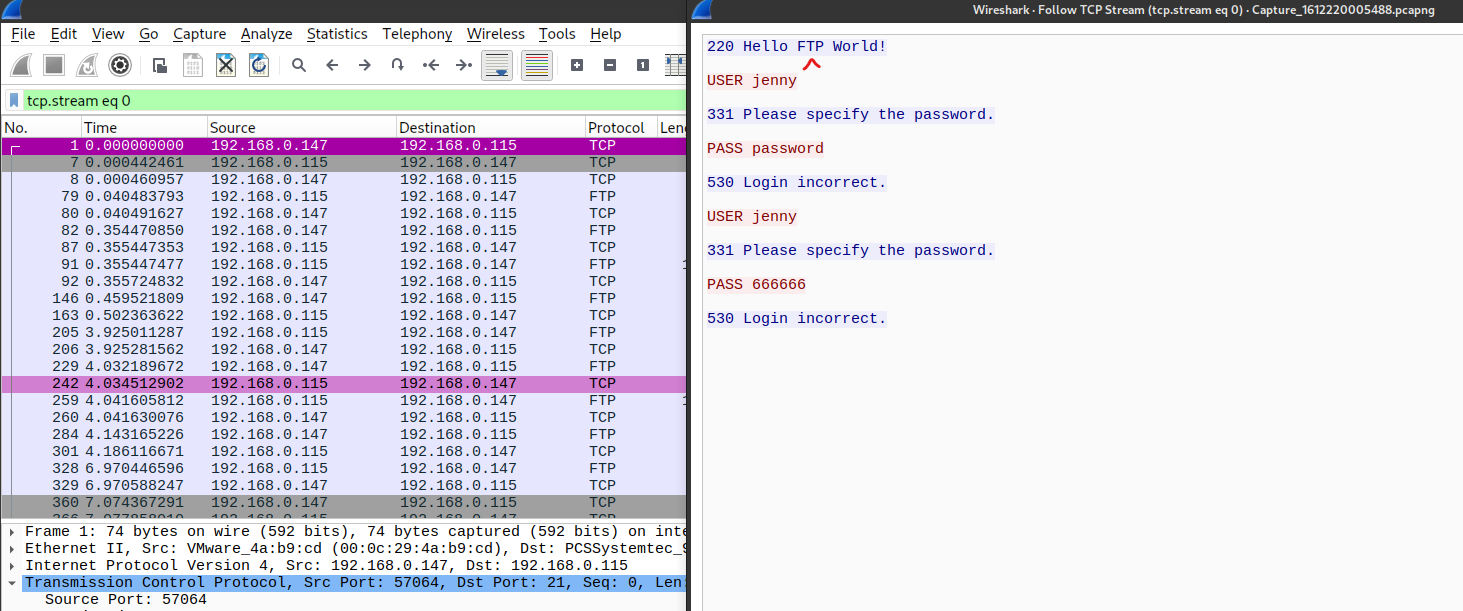 Wireshark · Follow TCP Stream (tcp.stream eq 0) · Capture_1612220005488.pcapng
File Edit View Go Capture Analyze Statistics Telephony Wireless Tools Help
tcp.stream eq 0
No. Time Source Destination Protocol
1 0.000000000 192.168.0.147 192.168.0.115 TCP
7 0.000442461 192.168.0.115 192.168.0.147 TCP
8 0.000460957 192.168.0.147 192.168.0.115 TCP
79 0.040483793 192.168.0.115 192.168.0.147 FTP
80 0.040491627 192.168.0.147 192.168.0.115 TCP
82 0.354470850 192.168.0.147 192.168.0.115 FTP
87 0.355447353 192.168.0.115 192.168.0.147 TCP
91 0.355447477 192.168.0.115 192.168.0.147 FTP
92 0.355724832 192.168.0.147 192.168.0.115 TCP
146 0.459521809 192.168.0.147 192.168.0.115 FTP
163 0.502363622 192.168.0.115 192.168.0.147 TCP
205 3.925011287 192.168.0.115 192.168.0.147 FTP
206 3.925281562 192.168.0.147 192.168.0.115 TCP
229 4.032189672 192.168.0.147 192.168.0.115 FTP
242 4.034512902 192.168.0.115 192.168.0.147 TCP
259 4.041605812 192.168.0.115 192.168.0.147 FTP
260 4.041630076 192.168.0.147 192.168.0.115 TCP
284 4.143165226 192.168.0.147 192.168.0.115 FTP
301 4.186116671 192.168.0.115 192.168.0.147 TCP
328 6.970446596 192.168.0.115 192.168.0.147 FTP
329 6.970588247 192.168.0.147 192.168.0.115 TCP
360 7.074367291 192.168.0.147 192.168.0.115 TCP
Frame 1: 74 bytes on wire (592 bits), 74 bytes captured (592 bits) on
Ethernet II, Src: VMware_4a:b9:cd (00:0c:29:4a:b9:cd), Dst:
Internet Protocol Version 4, Src: 192.168.0.147, Dst: 192.168.0.115
Transmission Control Protocol, Src Port: 57064, Dst Port: 21, Seq: 0, Len:
Source Port: 57064
220 Hello FTP World!
USER jenny
331 Please specify the password.
PASS password
530 Login incorrect.
USER jenny
331 Please specify the password.
PASS 666666
530 Login incorrect.